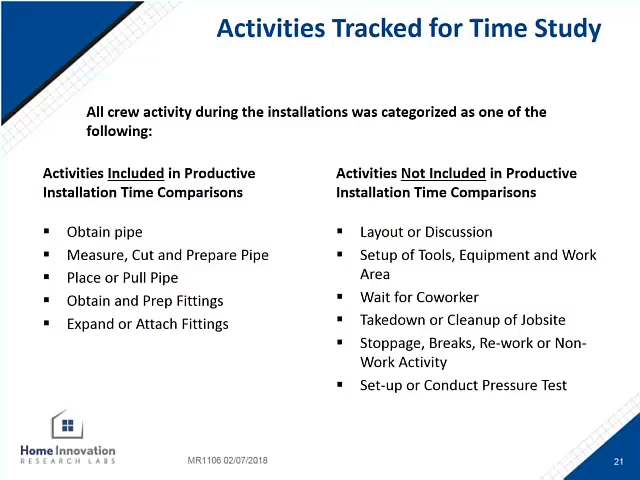 Activities Tracked for Time Study
All crew activity during the installations was categorized as one of the
following:
Activities Included in Productive
Installation Time Comparisons
▪ Obtain pipe
▪ Measure, Cut and Prepare Pipe
▪ Place or Pull Pipe
▪ Obtain and Prep Fittings
▪ Expand or Attach Fittings
Activities Not Included in Productive
Installation Time Comparisons
▪ Layout or Discussion
▪ Setup of Tools, Equipment and Work
Area
▪ Wait for Coworker
▪ Takedown or Cleanup of Jobsite
▪ Stoppage, Breaks, Re-work or Non-
Work Activity
▪ Set-up or Conduct Pressure Test
Home Innovation
RESEARCH LABS
MR1106 02/07/2018
21